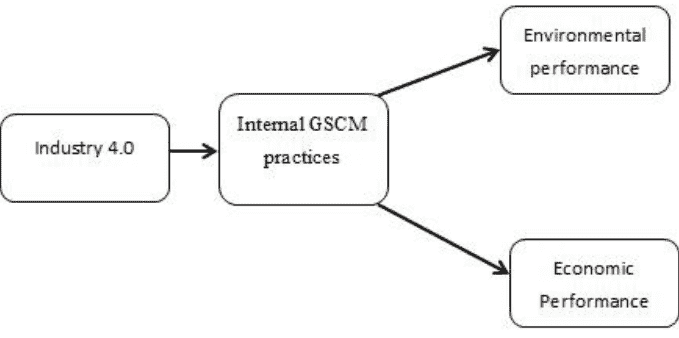 Environmental
performance
Industry 4.0
Internal GSCM
practices
Economic
Performance